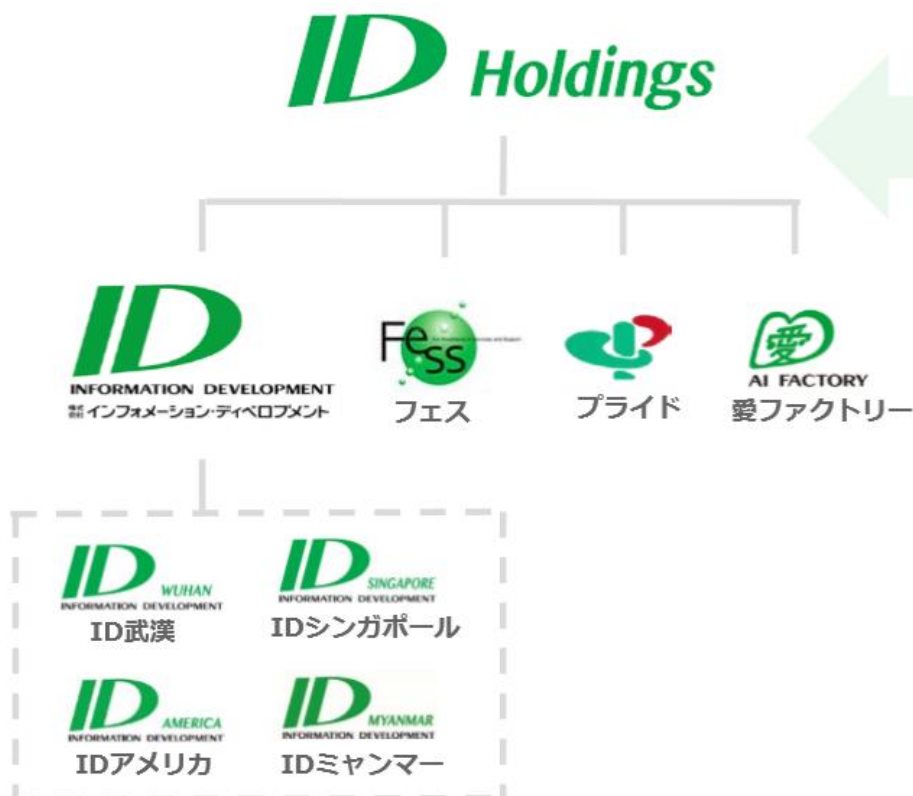 ID Holdings
ID
INFORMATION DEVELOPMENT
株式会社 インフォメーション・ディベロプメント
Fess
フェス
プライド
愛
AI FACTORY
愛ファクトリー
ID WUHAN
INFORMATION DEVELOPMENT
ID武漢
ID SINGAPORE
INFORMATION DEVELOPMENT
IDシンガポール
ID AMERICA
INFORMATION DEVELOPMENT
IDアメリカ
ID MYANMAR
INFORMATION DEVELOPMENT
IDミャンマー